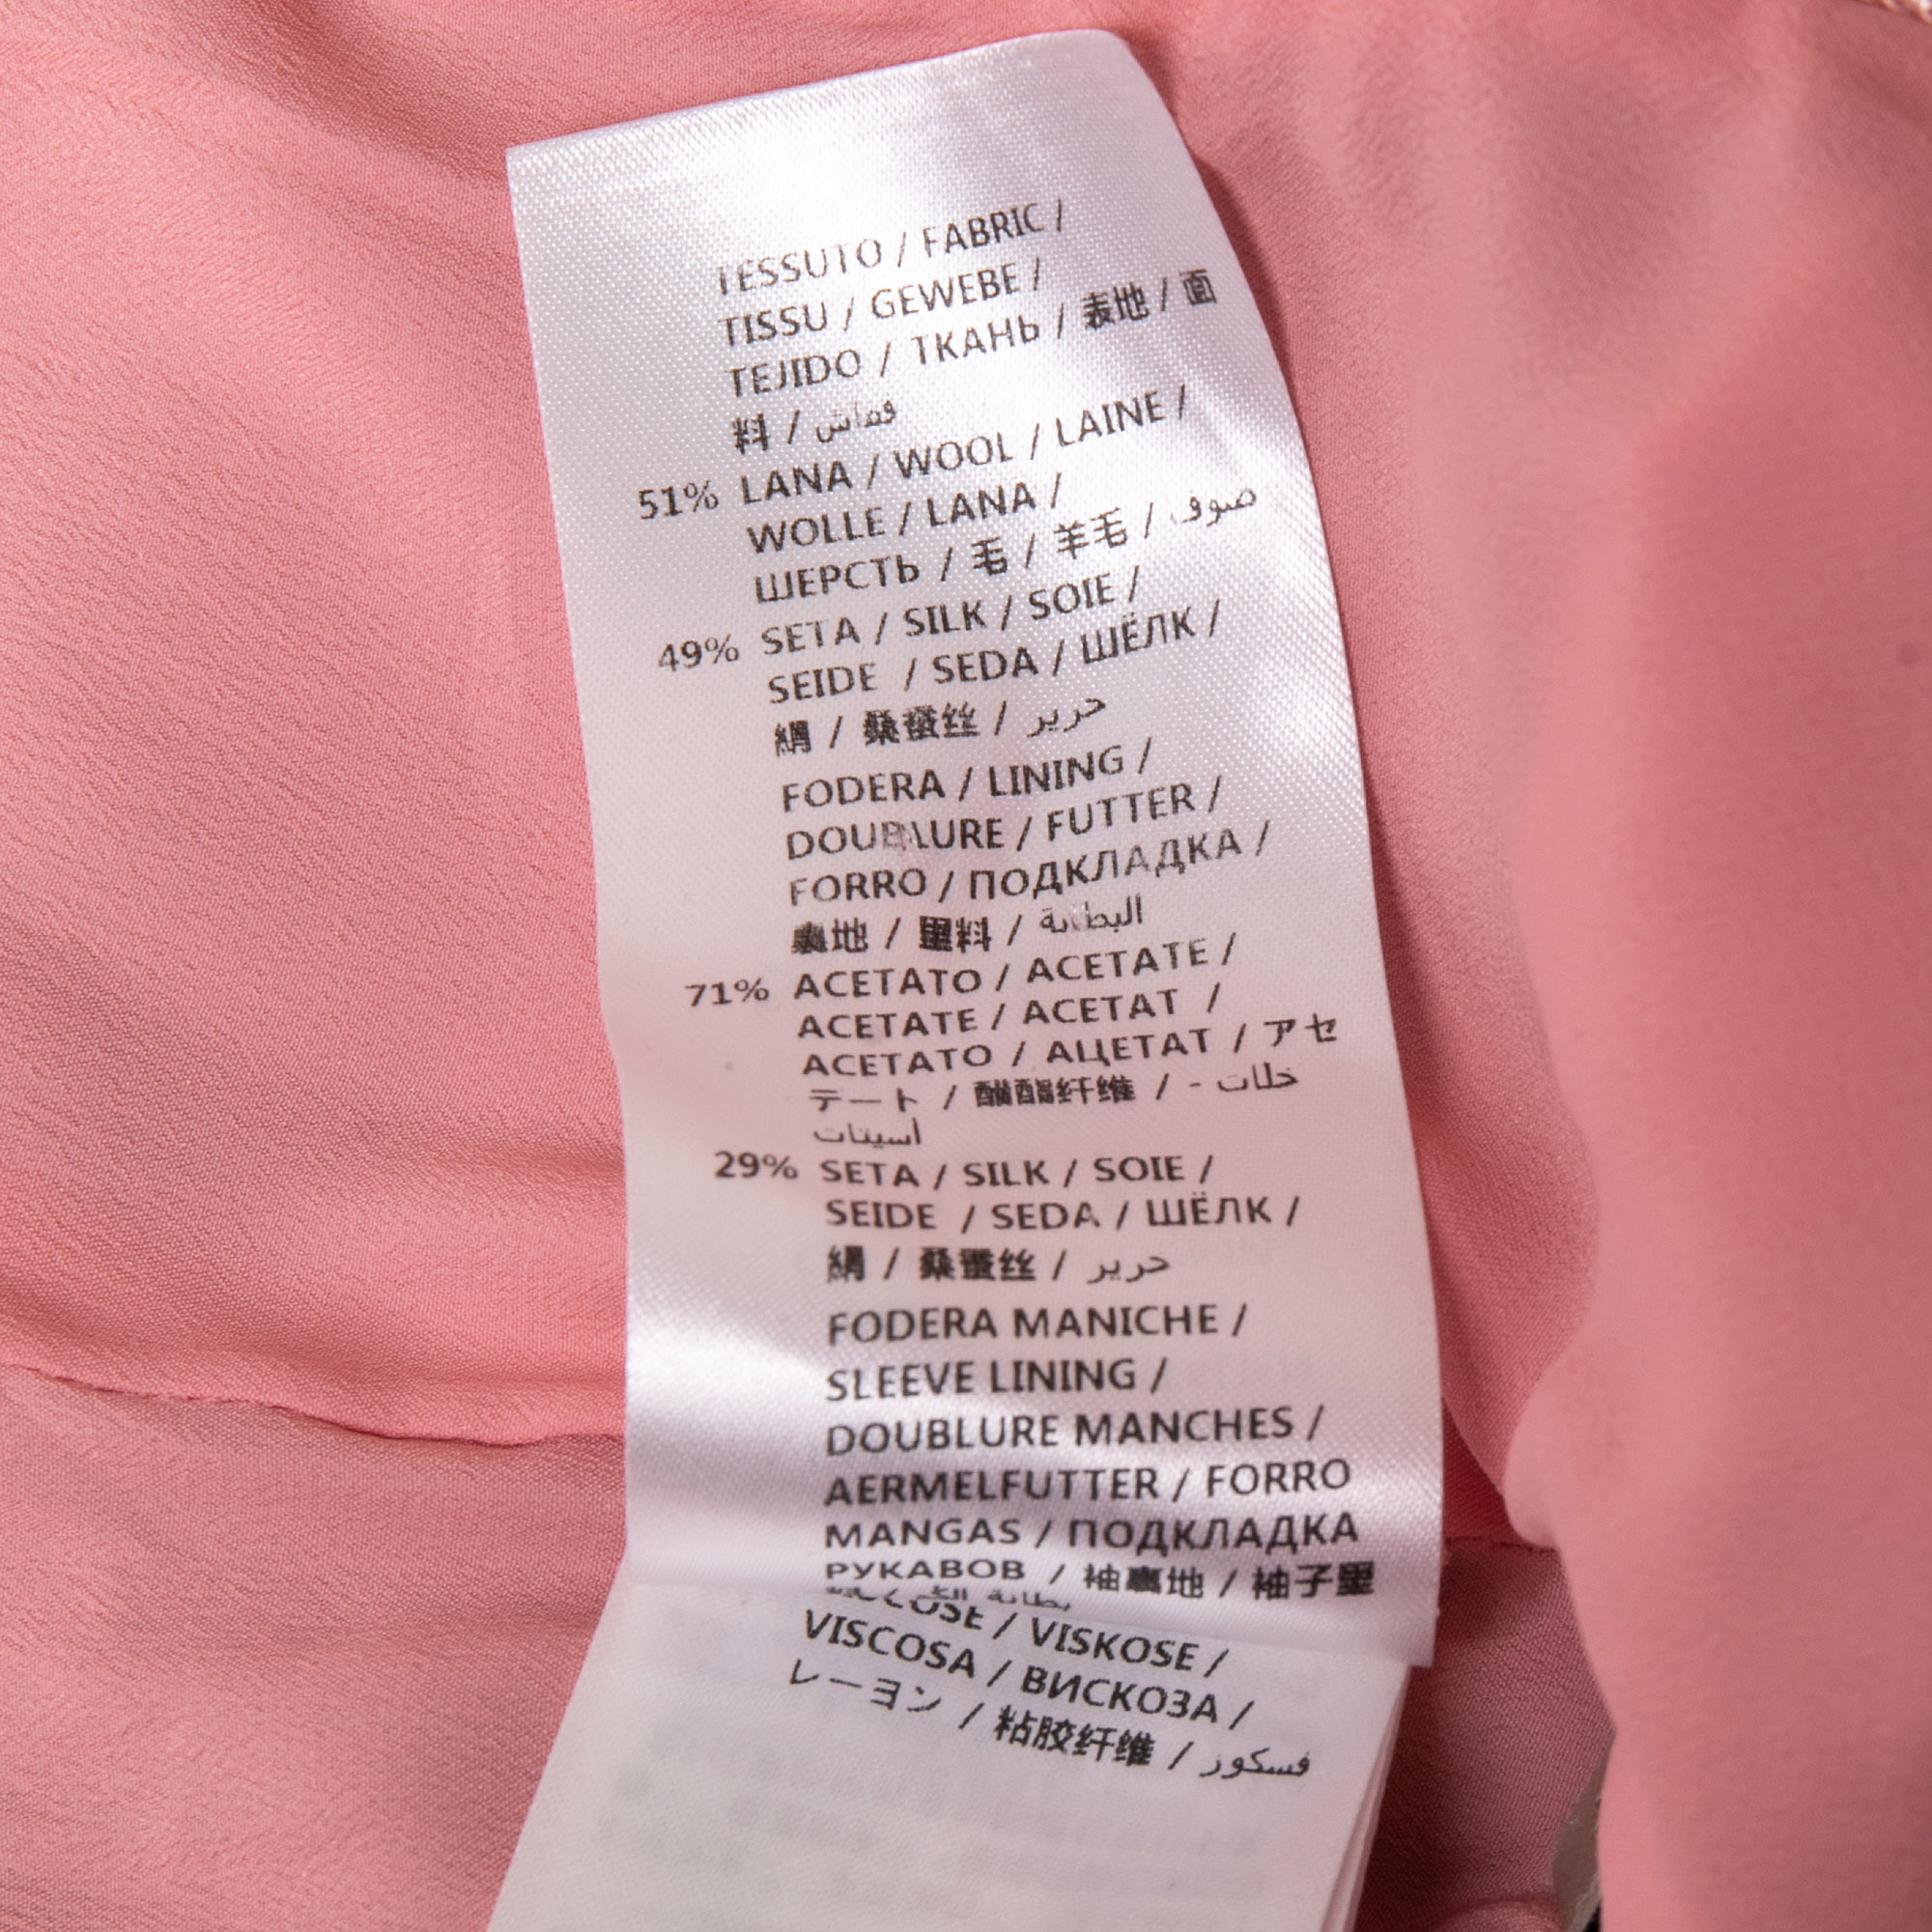 TESSUTO / FABRIC /
TISSU / GEWEBE /
TEJIDO / ТКАНЬ / 表地 / 面
料 / قماش
51% LANA / WOOL / LAINE /
WOLLE / LANA /
ШЕРСТЬ / 毛 / 羊毛 / صوف
49% SETA / SILK / SOIE /
SEIDE / SEDA / ШЁЛК /
絹 / 桑蚕丝 / حرير
FODERA / LINING /
DOUBLURE / FUTTER /
FORRO / ПОДКЛАДКА /
裏地 / 里料 / البطانة
71% ACETATO / ACETATE /
ACETATE / ACETAT /
ACETATO / АЦЕТАТ / アセ
テート / 醋酯纤维 / خلات -
أسيتات
29% SETA / SILK / SOIE /
SEIDE / SEDA / ШЁЛК /
絹 / 桑蚕丝 / حرير
FODERA MANICHE /
SLEEVE LINING /
DOUBLURE MANCHES /
AERMELFUTTER / FORRO
MANGAS / ПОДКЛАДКА
РУКАВОВ / 袖裏地 / 袖子里
/ VISKOSE /
VISCOSA / ВИСКОЗА /
レーヨン / 粘胶纤维 / فسكوز